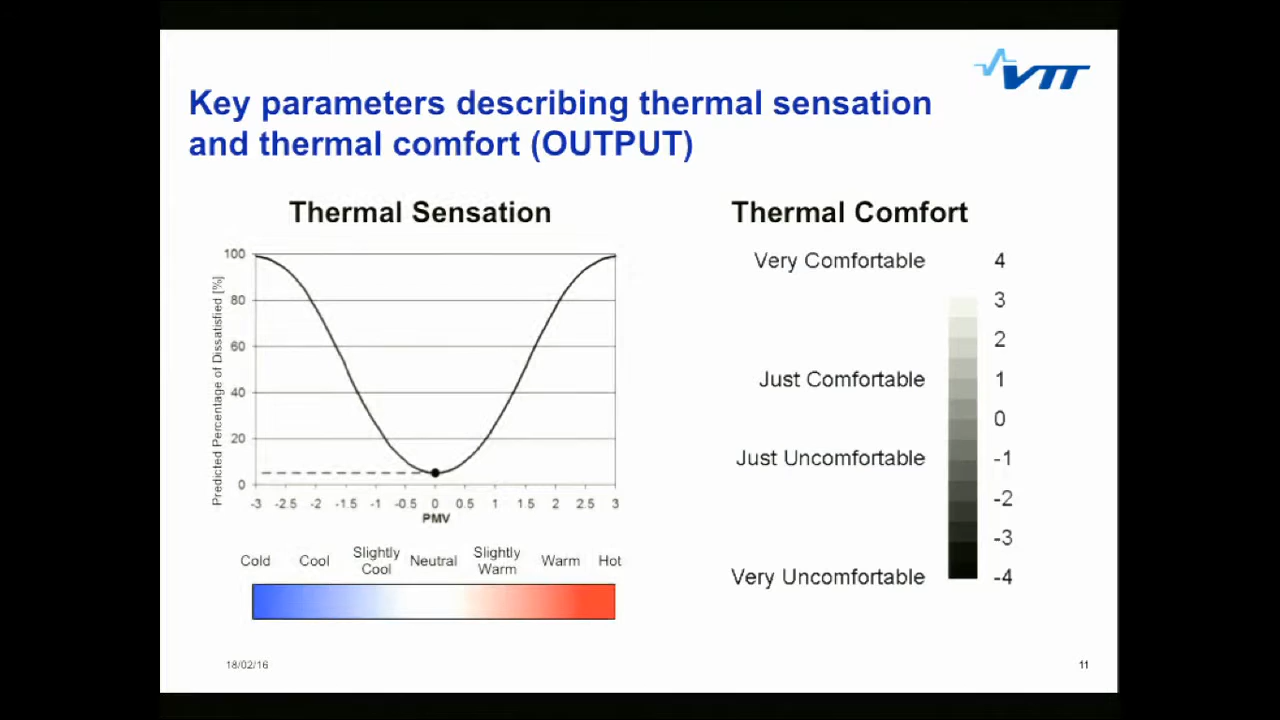 VTT
Key parameters describing thermal sensation
and thermal comfort (OUTPUT)
Thermal Sensation
Predicted Percentage of Dissatisfied [%]
100
80
60
40
20
0
-3 -2.5 -2 -1.5 -1 -0.5 0 0.5 1 1.5 2 2.5 3
PMV
Cold Cool Slightly Cool Neutral Slightly Warm Warm Hot
Thermal Comfort
Very Comfortable 4
3
2
Just Comfortable 1
0
Just Uncomfortable -1
-2
-3
Very Uncomfortable -4
18/02/16
11